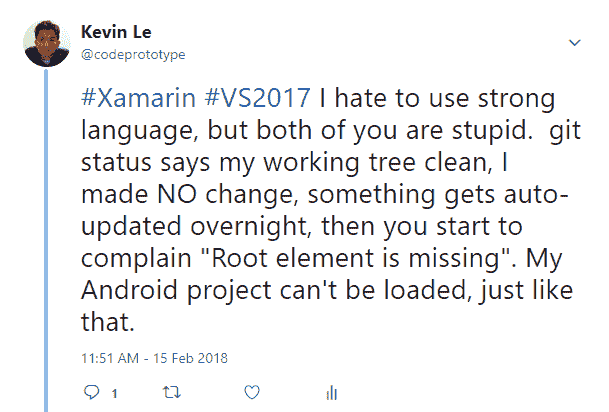 Kevin Le
@codeprototype
#Xamarin #VS2017 I hate to use strong
language, but both of you are stupid.  git
status says my working tree clean, I
made NO change, something gets auto-
updated overnight, then you start to
complain "Root element is missing". My
Android project can't be loaded, just like
that.
11:51 AM - 15 Feb 2018
1